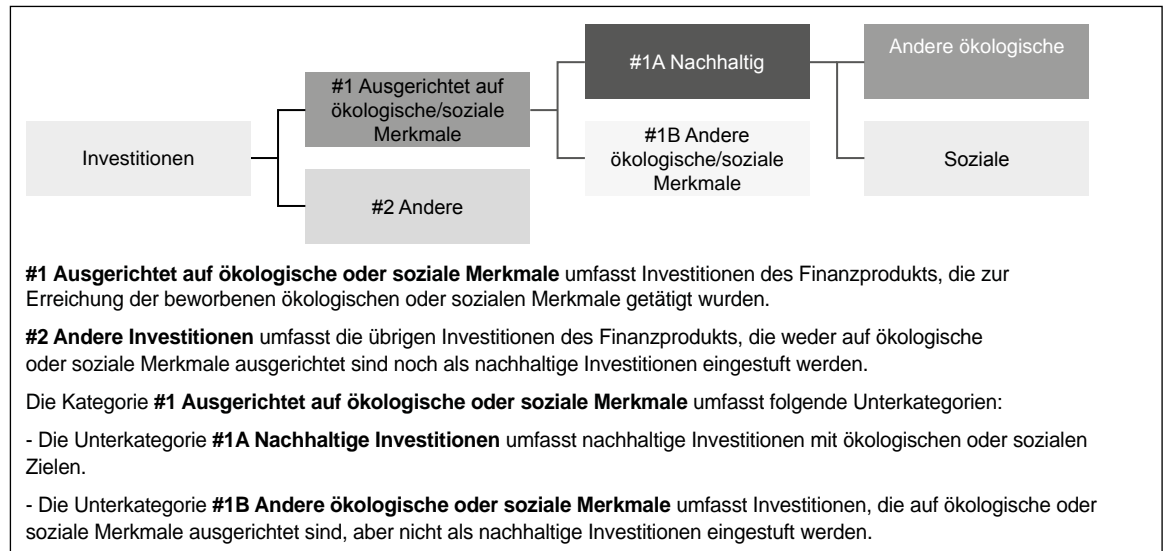 Investitionen
#1 Ausgerichtet auf
ökologische/soziale
Merkmale
#2 Andere
#1A Nachhaltig
#1B Andere
ökologische/soziale
Merkmale
Andere ökologische
Soziale
#1 Ausgerichtet auf ökologische oder soziale Merkmale umfasst Investitionen des Finanzprodukts, die zur
Erreichung der beworbenen ökologischen oder sozialen Merkmale getätigt wurden.
#2 Andere Investitionen umfasst die übrigen Investitionen des Finanzprodukts, die weder auf ökologische
oder soziale Merkmale ausgerichtet sind noch als nachhaltige Investitionen eingestuft werden.
Die Kategorie #1 Ausgerichtet auf ökologische oder soziale Merkmale umfasst folgende Unterkategorien:
- Die Unterkategorie #1A Nachhaltige Investitionen umfasst nachhaltige Investitionen mit ökologischen oder sozialen
Zielen.
- Die Unterkategorie #1B Andere ökologische oder soziale Merkmale umfasst Investitionen, die auf ökologische oder
soziale Merkmale ausgerichtet sind, aber nicht als nachhaltige Investitionen eingestuft werden.